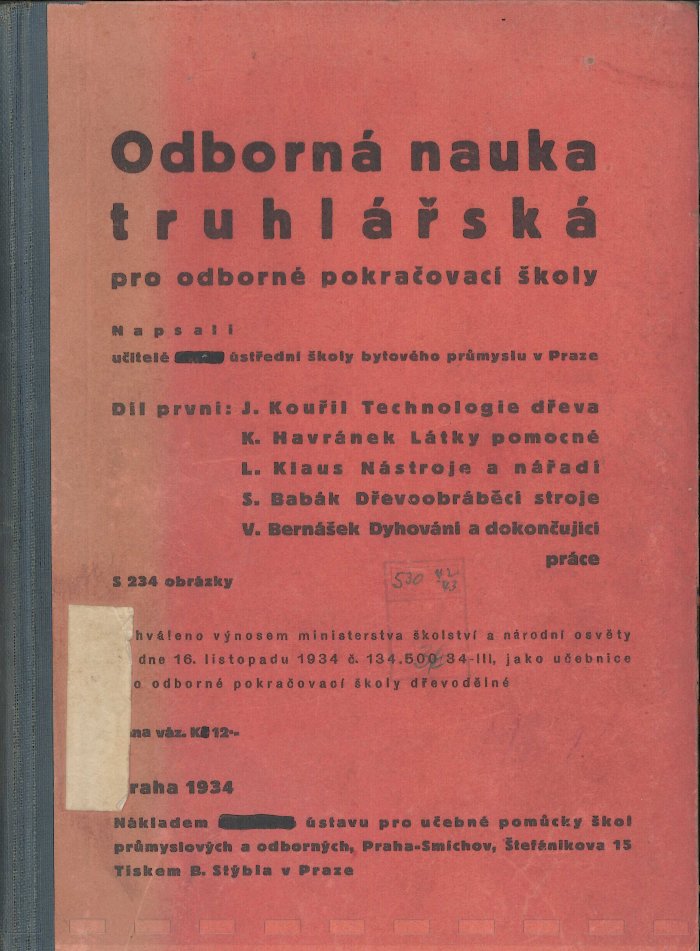 Odborná nauka
truhlářská
pro odborné pokračovací školy
Napsali
učitelé ústřední školy bytového průmyslu v Praze
Díl první: J. Kouřil Technologie dřeva
K. Havránek Látky pomocné
L. Klaus Nástroje a nářadí
S. Babák Dřevoobráběcí stroje
V. Bernášek Dyhování a dokončující
práce
S 234 obrázky
530 42
43
hváleno výnosem ministerstva školství a národní osvěty
dne 16. listopadu 1934 č. 134.500 34-III, jako učebnice
o odborné pokračovací školy dřevodělné
na váz. Kč 12·-
raha 1934
Nákladem ústavu pro učebné pomůcky škol
průmyslových a odborných, Praha-Smíchov, Štefánikova 15
Tiskem B. Stýbla v Praze